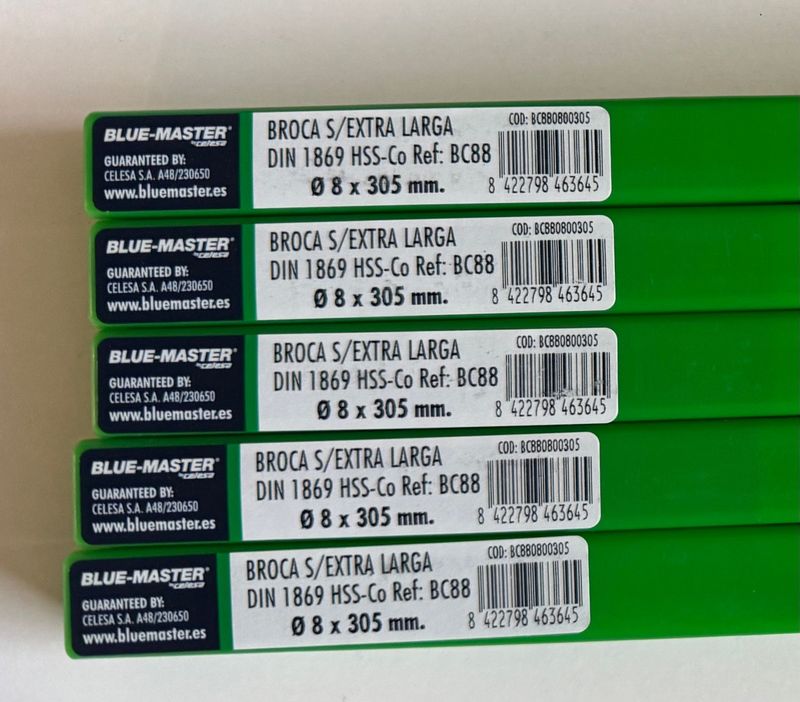 BLUE-MASTER®
by celesa
GUARANTEED BY:
CELESA S.A. A48/230650
www.bluemaster.es
BROCA S/EXTRA LARGA
DIN 1869 HSS-Co Ref: BC88
Ø 8 x 305 mm.
COD: BC880800305
8 422798 463645
BLUE-MASTER®
by celesa
GUARANTEED BY:
CELESA S.A. A48/230650
www.bluemaster.es
BROCA S/EXTRA LARGA
DIN 1869 HSS-Co Ref: BC88
Ø 8 x 305 mm.
COD: BC880800305
8 422798 463645
BLUE-MASTER®
by celesa
GUARANTEED BY:
CELESA S.A. A48/230650
www.bluemaster.es
BROCA S/EXTRA LARGA
DIN 1869 HSS-Co Ref: BC88
Ø 8 x 305 mm.
COD: BC880800305
8 422798 463645
BLUE-MASTER®
by celesa
GUARANTEED BY:
CELESA S.A. A48/230650
www.bluemaster.es
BROCA S/EXTRA LARGA
DIN 1869 HSS-Co Ref: BC88
Ø 8 x 305 mm.
COD: BC880800305
8 422798 463645
BLUE-MASTER®
by celesa
GUARANTEED BY:
CELESA S.A. A48/230650
www.bluemaster.es
BROCA S/EXTRA LARGA
DIN 1869 HSS-Co Ref: BC88
Ø 8 x 305 mm.
COD: BC880800305
8 422798 463645